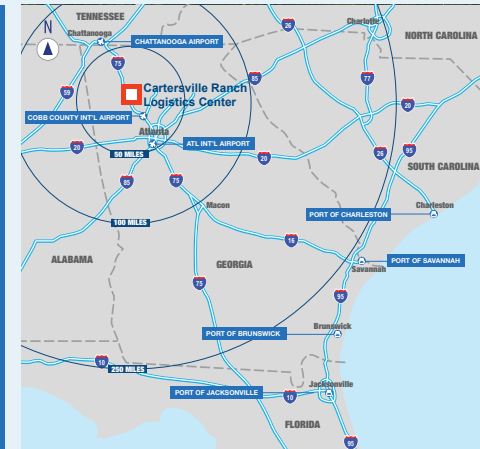 TENNESSEE
N
Chattanooga
CHATTANOOGA AIRPORT
26
Charlotte
NORTH CAROLINA
75
85
77
59
Cartersville Ranch
Logistics Center
20
COBB COUNTY INT'L AIRPORT
Atlanta
20
ATL INT'L AIRPORT
26
95
50 MILES
20
SOUTH CAROLINA
85
75
Macon
Charleston
PORT OF CHARLESTON
100 MILES
16
ALABAMA
GEORGIA
PORT OF SAVANNAH
Savannah
75
95
Brunswick
PORT OF BRUNSWICK
10
250 MILES
Jacksonville
PORT OF JACKSONVILLE
10
FLORIDA
95